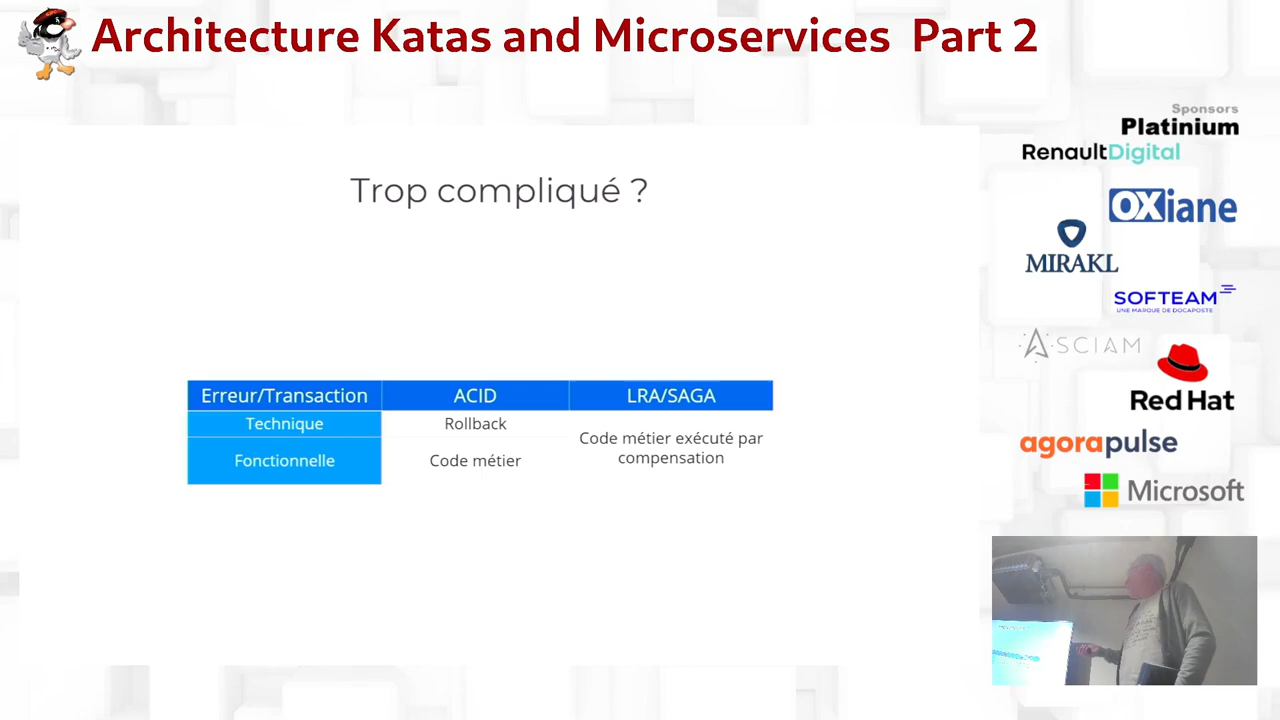 Architecture Katas and Microservices Part 2
Sponsors
Platinium
RenaultDigital
OXiane
MIRAKL
SOFTEAM
UNE MARQUE DE DOCAPOSTE
ASCIAM
Red Hat
agorapulse
Microsoft
Trop compliqué ?
Erreur/Transaction ACID LRA/SAGA
Technique Rollback
Code métier exécuté par
compensation
Fonctionnelle Code métier